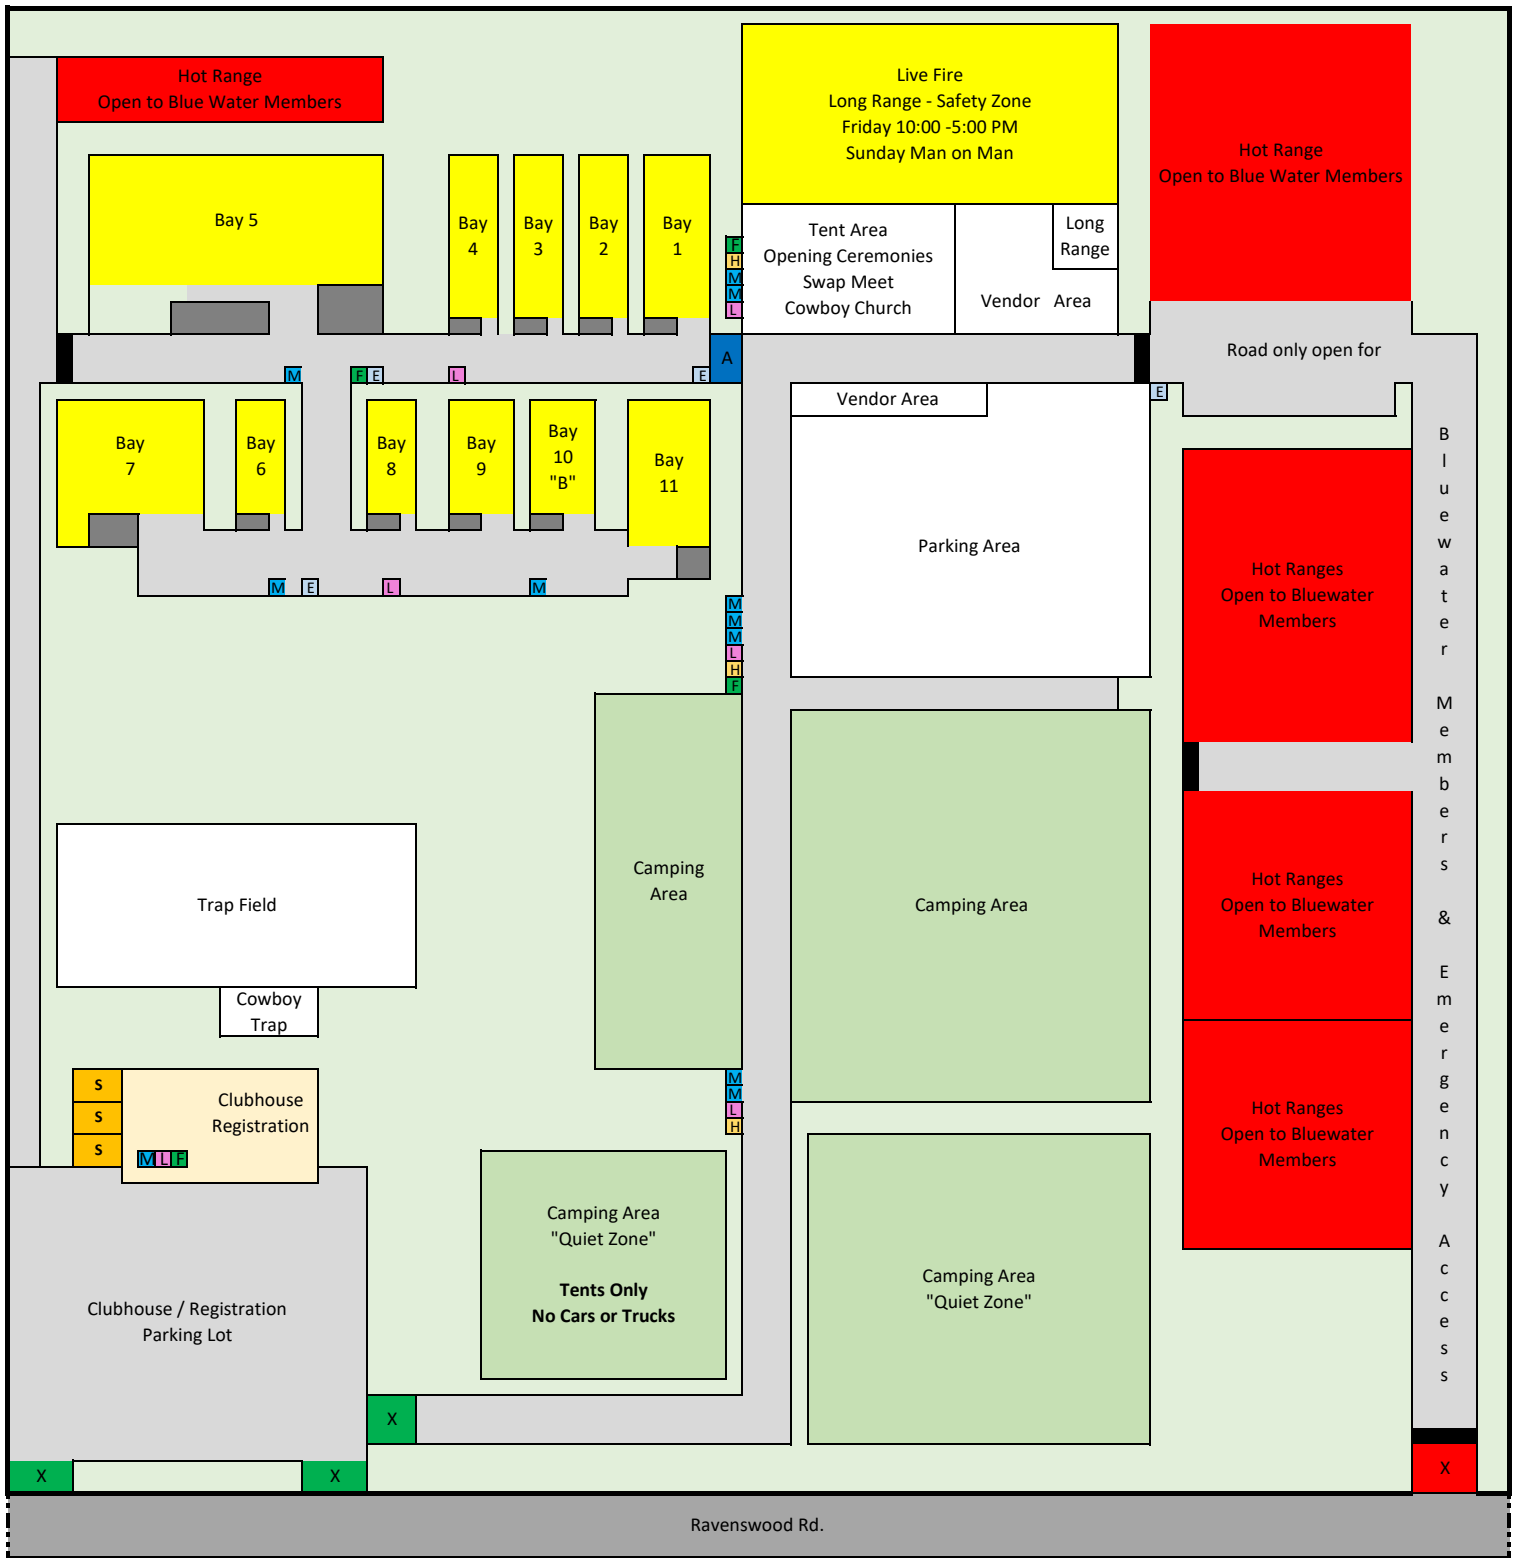 Hot Range
Open to Blue Water Members
Live Fire
Long Range - Safety Zone
Friday 10:00 -5:00 PM
Sunday Man on Man
Hot Range
Open to Blue Water Members
Bay 5
Bay
4
Bay
3
Bay
2
Bay
1
F
H
M
M
L
Tent Area
Opening Ceremonies
Swap Meet
Cowboy Church
Long
Range
Vendor Area
A
Road only open for
M
F
E
L
E
Vendor Area
E
Bay
7
Bay
6
Bay
8
Bay
9
Bay
10
"B"
Bay
11
Parking Area
M
E
L
M
M
M
M
L
H
F
Hot Ranges
Open to Bluewater
Members
B
l
u
e
w
a
t
e
r
M
e
m
b
e
r
s
&
E
m
e
r
g
e
n
c
y
A
c
c
e
s
s
Camping
Area
Camping Area
Hot Ranges
Open to Bluewater
Members
Trap Field
Cowboy
Trap
Hot Ranges
Open to Bluewater
Members
S
S
S
Clubhouse
Registration
M
L
F
M
M
L
H
Camping Area
"Quiet Zone"
Tents Only
No Cars or Trucks
Camping Area
"Quiet Zone"
Clubhouse / Registration
Parking Lot
X
X
X
X
Ravenswood Rd.